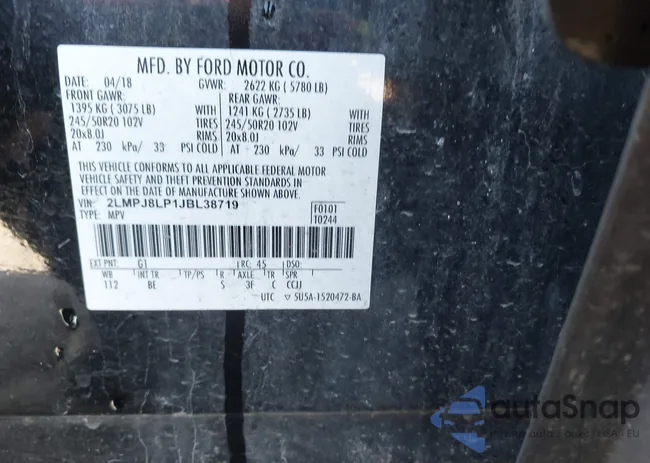 MFD. BY FORD MOTOR CO.
DATE: 04/18 GVWR: 2622 KG ( 5780 LB)
FRONT GAWR: REAR GAWR:
1395 KG (3075 LB) WITH 1241 KG ( 2735 LB) WITH
245/50R20 102V TIRES 245/50R20 102V TIRES
20x8.0J RIMS 20x8.0J RIMS
AT 230 kPa/ 33 PSI COLD AT 230 kPa/ 33 PSI COLD
THIS VEHICLE CONFORMS TO ALL APPLICABLE FEDERAL MOTOR
VEHICLE SAFETY AND THEFT PREVENTION STANDARDS IN
EFFECT ON THE DATE OF MANUFACTURE SHOWN ABOVE.
VIN: 2LMPJ8LP1JBL38719 F0101
TYPE: MPV T0244
EXT PNT: G1 RC: 45 DSO:
WB INT TR TP/PS R AXLE TR SPR
112 BE S 3F C CCJJ
UTC ▽ 5U5A-1520472-BA
autoSnap